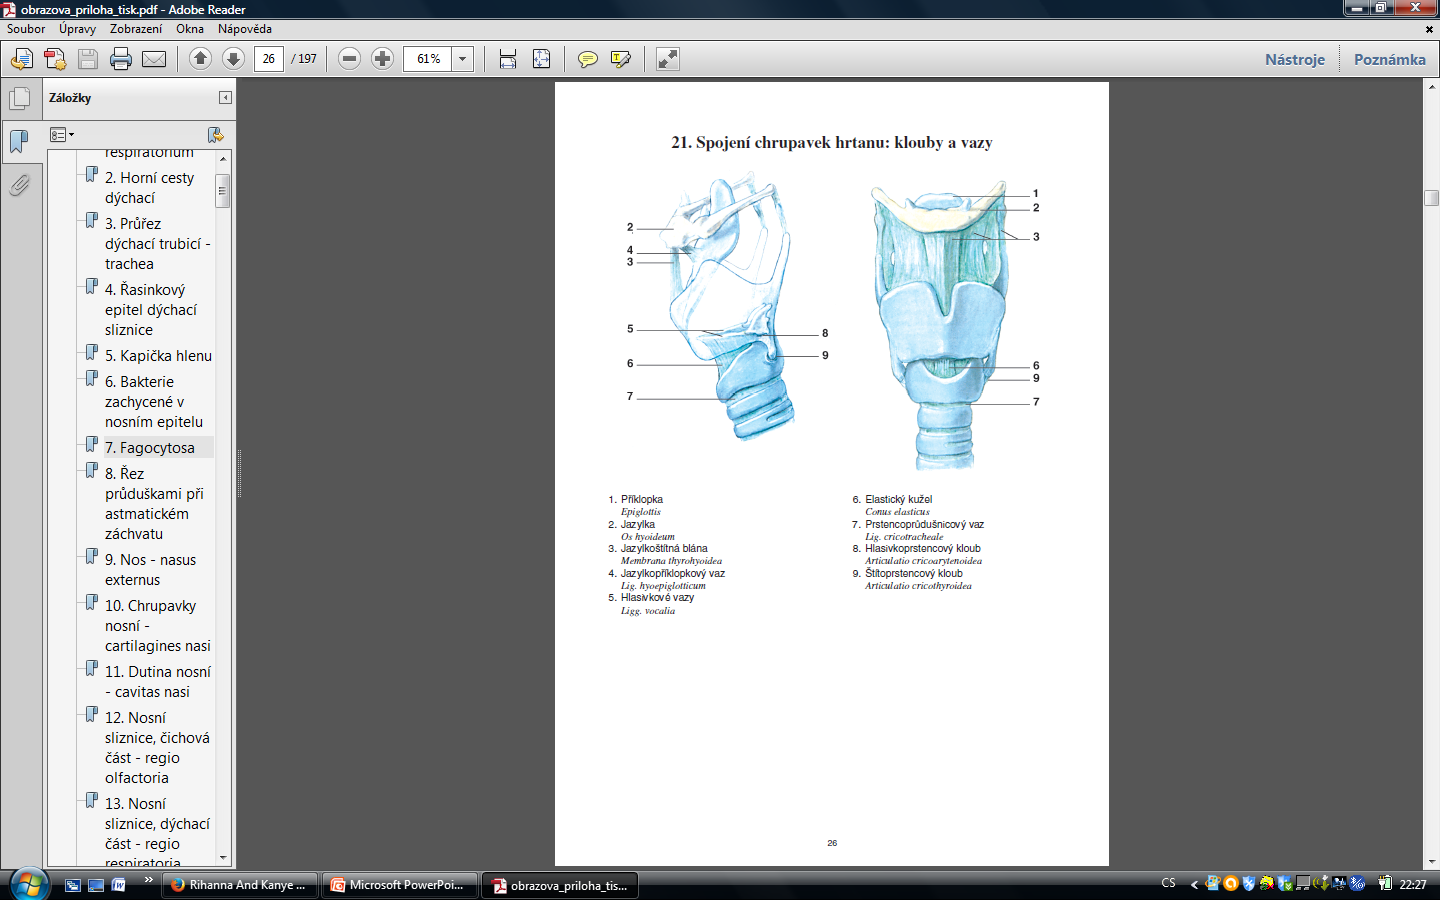 obrazova_priloha_tisk.pdf - Adobe Reader
Soubor Úpravy Zobrazení Okna Nápověda
26 / 197 61% Nástroje Poznámka
Záložky
respiratorium
2. Horní cesty
dýchací
3. Průřez
dýchací trubicí -
trachea
4. Řasinkový
epitel dýchací
sliznice
5. Kapička hlenu
6. Bakterie
zachycené v
nosním epitelu
7. Fagocytosa
8. Řez
průduškami při
astmatickém
záchvatu
9. Nos - nasus
externus
10. Chrupavky
nosní -
cartilagines nasi
11. Dutina nosní
- cavitas nasi
12. Nosní
sliznice, čichová
část - regio
olfactoria
13. Nosní
sliznice, dýchací
část - regio
respiratoria
21. Spojení chrupavek hrtanu: klouby a vazy
2
4
3
5
6
7
8
9
1
2
3
6
9
7
1. Příklopka
Epiglottis
2. Jazylka
Os hyoideum
3. Jazylkoštítná blána
Membrana thyrohyoidea
4. Jazylkopříklopkový vaz
Lig. hyoepiglotticum
5. Hlasivkové vazy
Ligg. vocalia
6. Elastický kužel
Conus elasticus
7. Prstencoprůdušnicový vaz
Lig. cricotracheale
8. Hlasivkoprstencový kloub
Articulatio cricoarytenoidea
9. Štítoprstencový kloub
Articulatio cricothyroidea
26
Rihanna And Kanye ...
Microsoft PowerPoi...
obrazova_priloha_tis...
CS
22:27